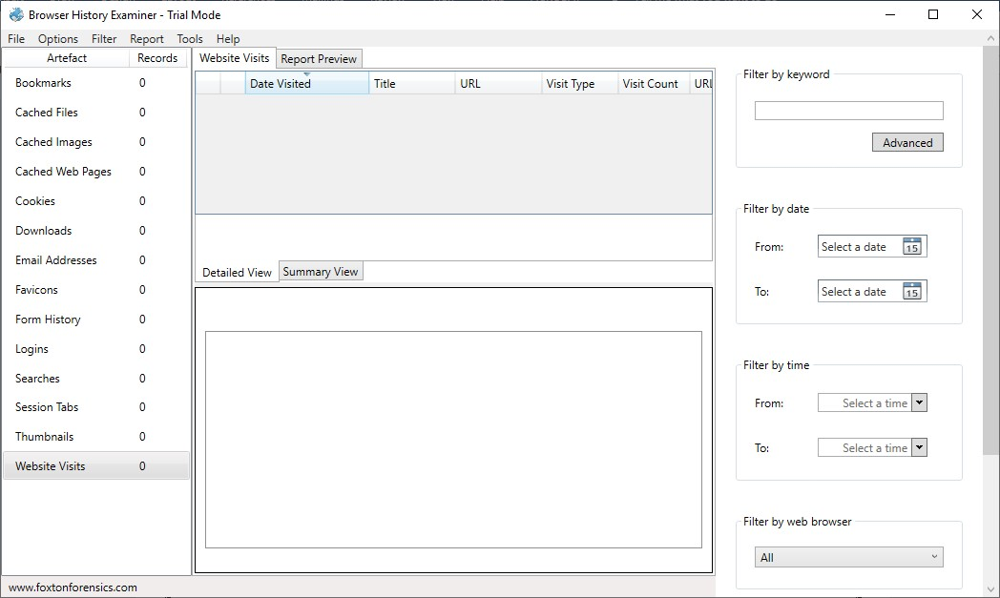 Browser History Examiner - Trial Mode
File Options Filter Report Tools Help
Artefact Records
Bookmarks 0
Cached Files 0
Cached Images 0
Cached Web Pages 0
Cookies 0
Downloads 0
Email Addresses 0
Favicons 0
Form History 0
Logins 0
Searches 0
Session Tabs 0
Thumbnails 0
Website Visits 0
Website Visits Report Preview
Date Visited Title URL Visit Type Visit Count URL
Detailed View Summary View
Filter by keyword
Advanced
Filter by date
From: Select a date 15
To: Select a date 15
Filter by time
From: Select a time
To: Select a time
Filter by web browser
All
www.foxtonforensics.com